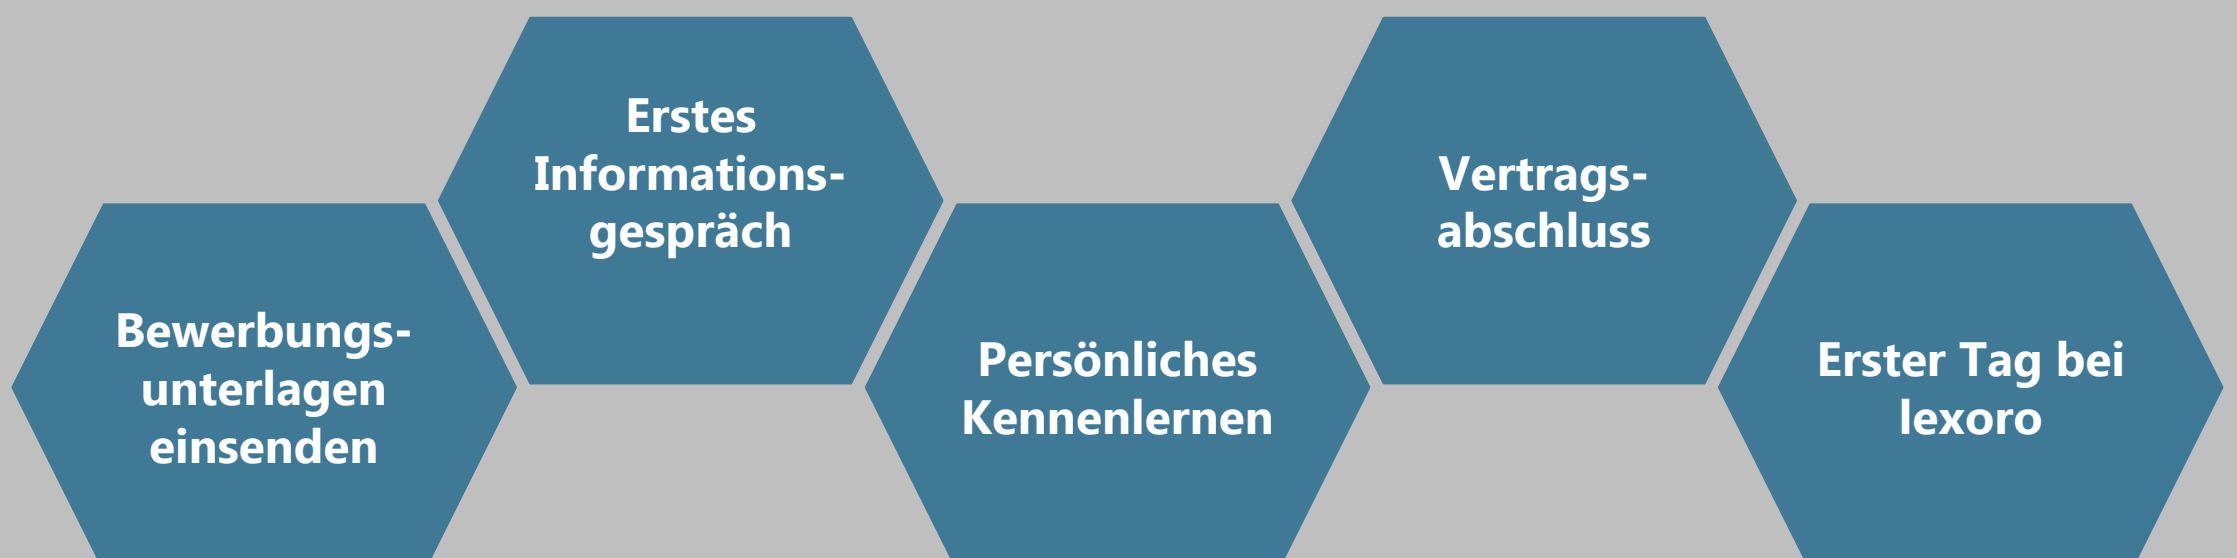 Bewerbungs-
unterlagen
einsenden
Erstes
Informations-
gespräch
Persönliches
Kennenlernen
Vertrags-
abschluss
Erster Tag bei
lexoro